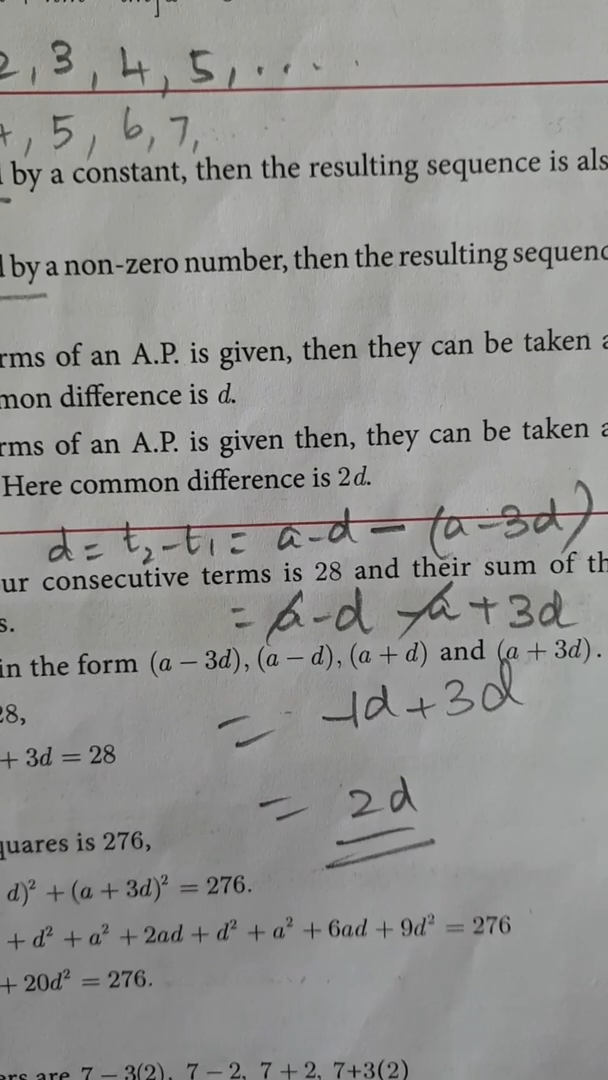 2, 3, 4, 5, ....
, 5, 6, 7,
by a constant, then the resulting sequence is als
by a non-zero number, then the resulting sequenc
rms of an A.P. is given, then they can be taken a
mon difference is d.
rms of an A.P. is given then, they can be taken a
Here common difference is 2d.
d = t₂ - t₁ = a - d - (a - 3d)
ur consecutive terms is 28 and their sum of th
s.
= a - d - a + 3d
in the form (a − 3d), (a − d), (a + d) and (a + 3d).
28,
= -1d + 3d
+ 3d = 28
= 2d
quares is 276,
d)² + (a + 3d)² = 276.
+ d² + a² + 2ad + d² + a² + 6ad + 9d² = 276
+ 20d² = 276.
ers are 7 − 3(2), 7 − 2, 7 + 2, 7+3(2)